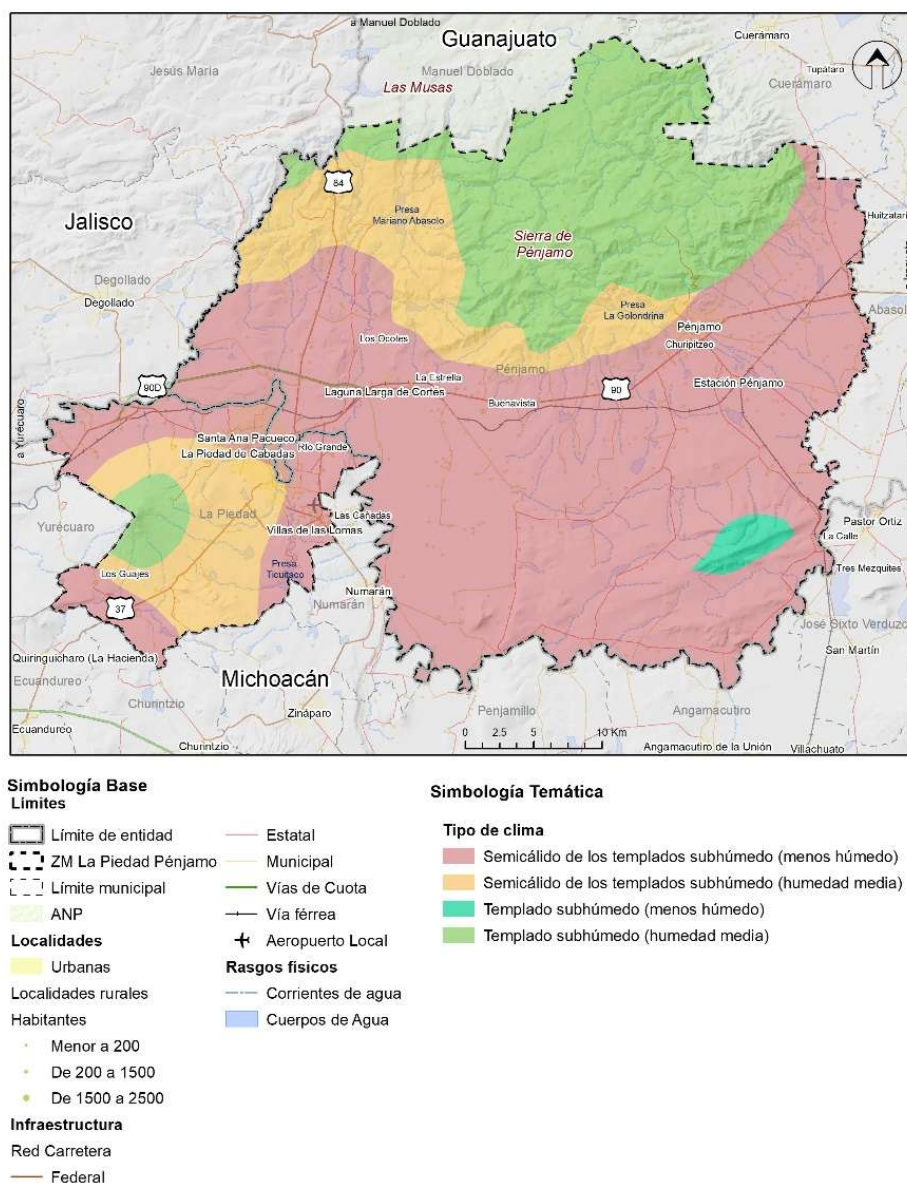 a Manuel Doblado
Guanajuato
Cuerámaro
Jesús María
Manuel Doblado
Tupátaro
Las Musas
Cuerámaro
84
Presa
Mariano Abasolo
Jalisco
Huitzatari
Sierra de
Pénjamo
Degollado
Degollado
Presa
La Golondrina
Abasol
Pénjamo
Churipitzeo
Los Ocotes
La Estrella
Pénjamo
90D
Laguna Larga de Cortés
90
Estación Pénjamo
Buenavista
a Yurécuaro
Santa Ana Pacueco
Río Grande
La Piedad de Cabadas
Yurécuaro
La Piedad
Las Cañadas
Villas de las Lomas
Pastor Ortiz
La Calle
Los Guajes
Presa
Ticuitaco
Tres Mezquites
37
Numarán
Numarán
José Sixto Verduzco
Quiringuicharo (La Hacienda)
San Martín
Ecuandureo
Michoacán
Churintzio
Zináparo
Penjamillo
Angamacutiro
Ecuandureo
Churintzio
0 2.5 5 10 Km
Angamacutiro de la Unión
Villachuato
Simbología Base
Límites
Límite de entidad
ZM La Piedad Pénjamo
Límite municipal
ANP
Localidades
Urbanas
Localidades rurales
Habitantes
Menor a 200
De 200 a 1500
De 1500 a 2500
Infraestructura
Red Carretera
Federal
Estatal
Municipal
Vías de Cuota
Vía férrea
Aeropuerto Local
Rasgos físicos
Corrientes de agua
Cuerpos de Agua
Simbología Temática
Tipo de clima
Semicálido de los templados subhúmedo (menos húmedo)
Semicálido de los templados subhúmedo (humedad media)
Templado subhúmedo (menos húmedo)
Templado subhúmedo (humedad media)